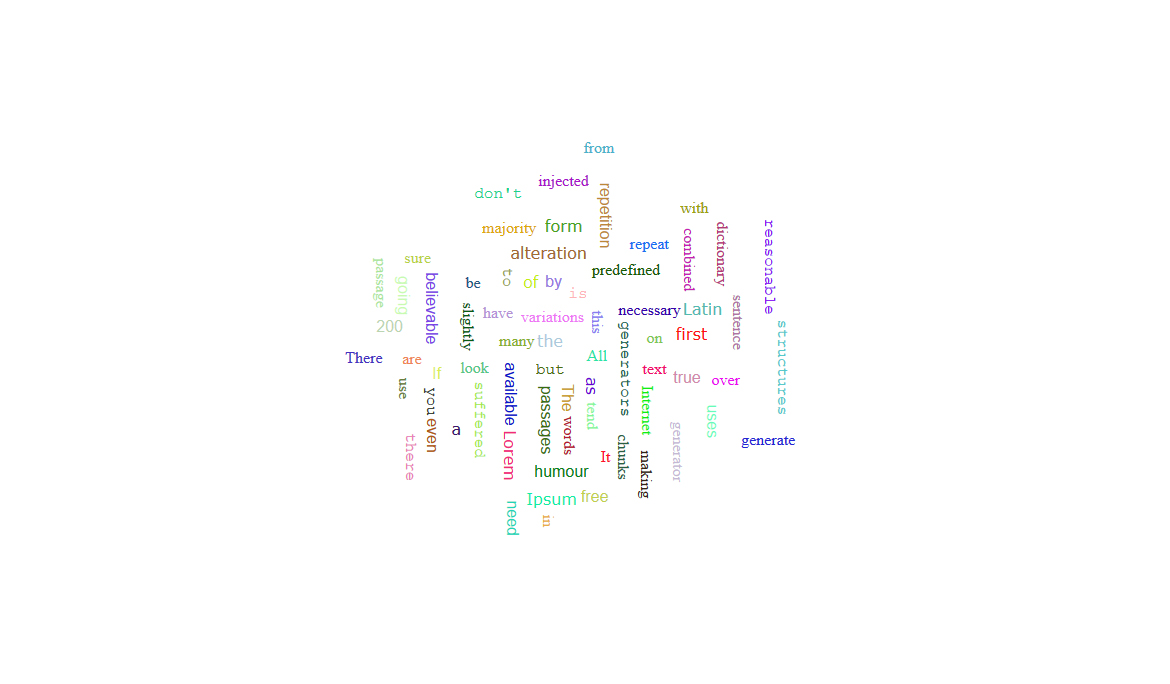 from
injected
don't
repetition
with
majority
form
repeat
combined
dictionary
reasonable
alteration
sure
passage
going
believable
be
to
of
by
is
predefined
slightly
have
variations
this
necessary
Latin
sentence
200
many
the
generators
on
first
structures
There
are
If
look
available
but
All
text
true
over
use
you
even
suffered
passages
The
as
tend
Internet
uses
there
a
Lorem
words
It
chunks
making
generator
generate
humour
need
Ipsum
free
in